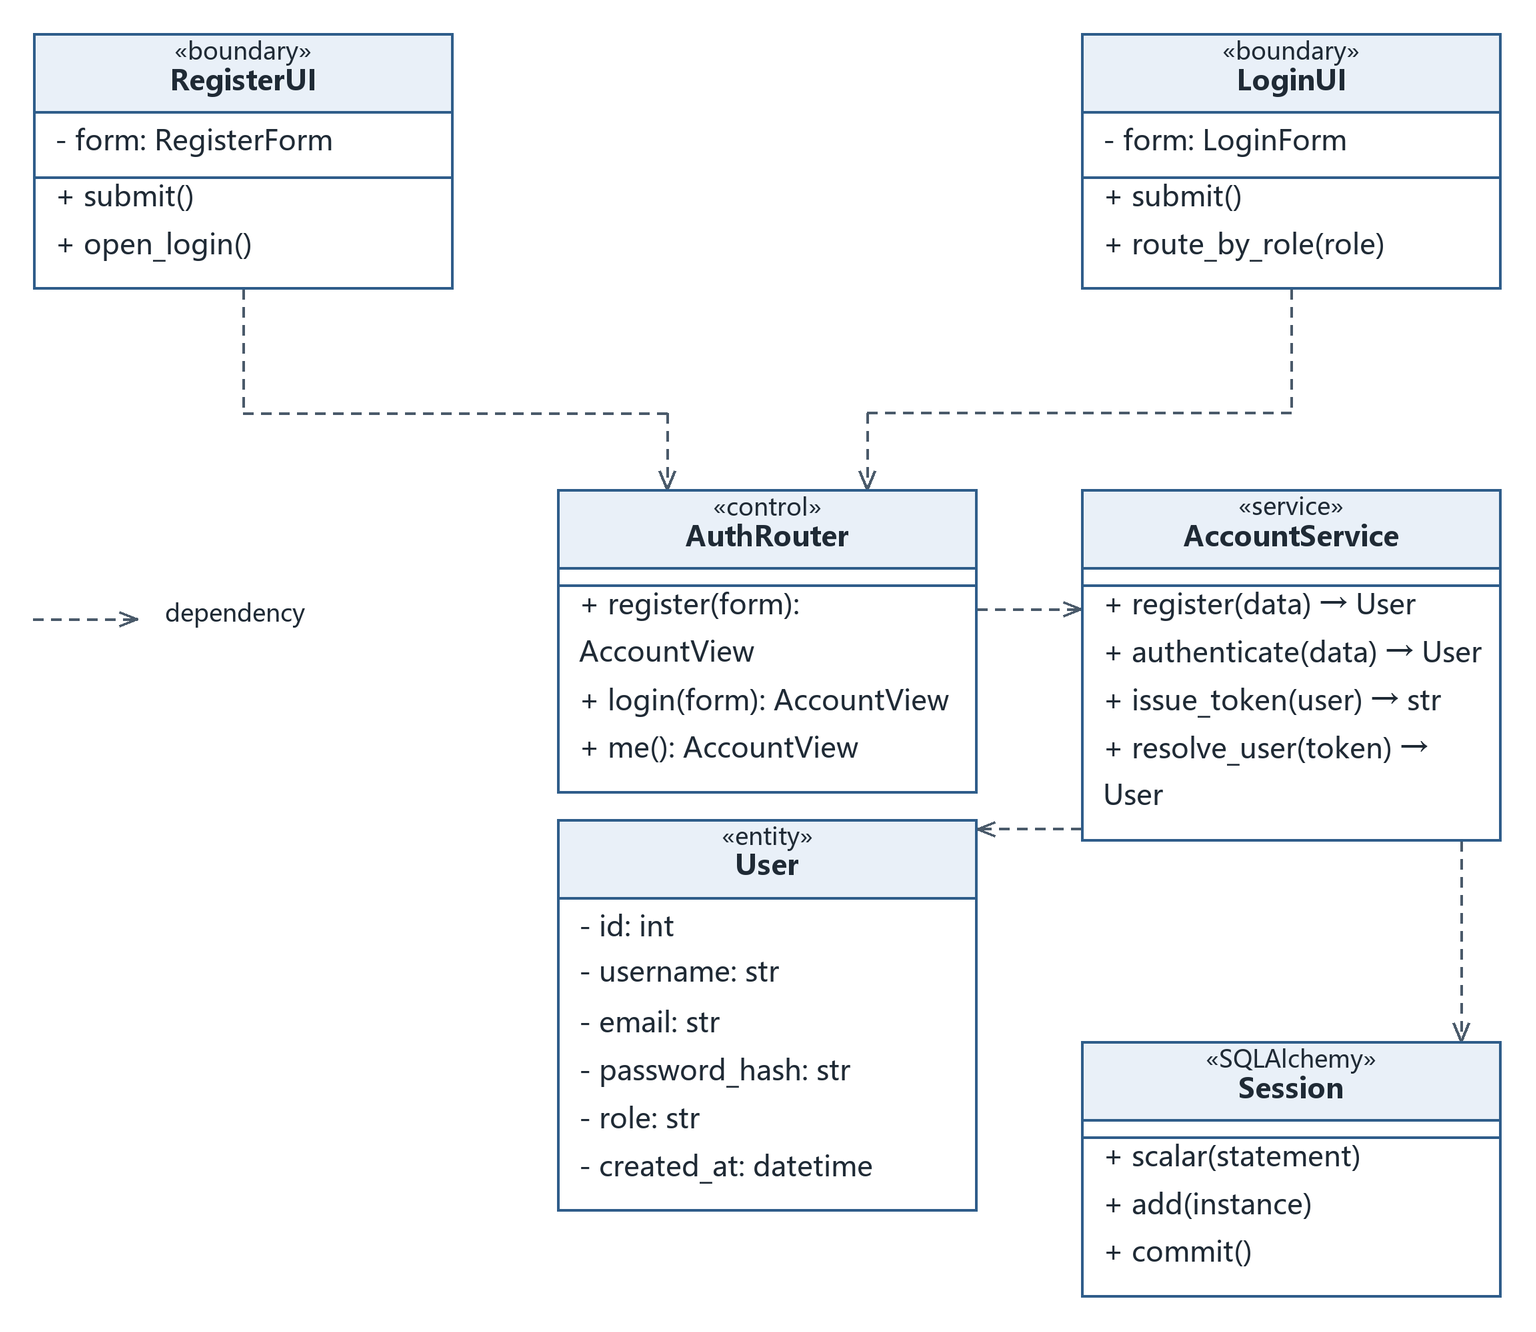 «boundary»
RegisterUI
- form: RegisterForm
+ submit()
+ open_login()
«boundary»
LoginUI
- form: LoginForm
+ submit()
+ route_by_role(role)
«control»
AuthRouter
+ register(form):
AccountView
+ login(form): AccountView
+ me(): AccountView
«service»
AccountService
+ register(data) → User
+ authenticate(data) → User
+ issue_token(user) → str
+ resolve_user(token) →
User
dependency
«entity»
User
- id: int
- username: str
- email: str
- password_hash: str
- role: str
- created_at: datetime
«SQLAlchemy»
Session
+ scalar(statement)
+ add(instance)
+ commit()